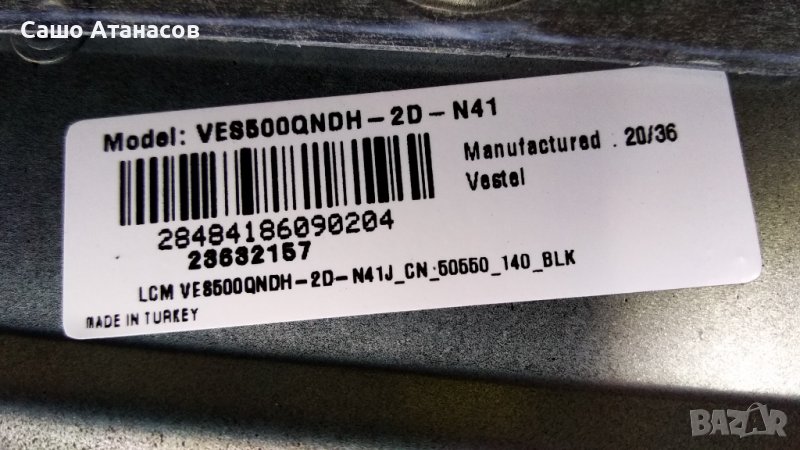 Сашо Атанасов
Model: VES500QNDH-2D-N41
Manufactured : 20/36
Vestel
28484186090204
23632157
LCM VES500QNDH-2D-N41J_CN:50550_140_BLK
MADE IN TURKEY
BAZAR